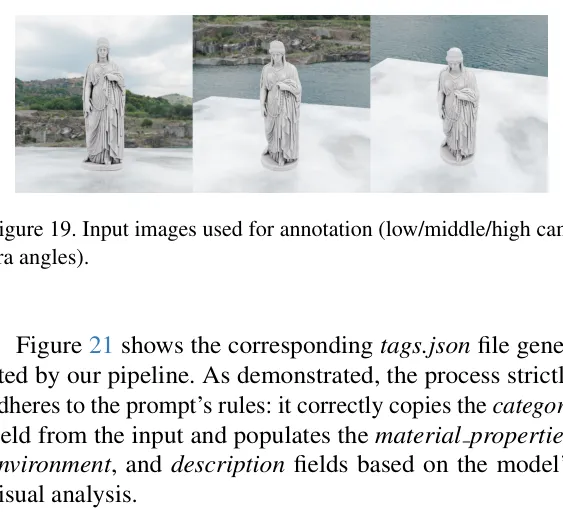 igure 19. Input images used for annotation (low/middle/high can
ra angles).
Figure 21 shows the corresponding tags.json file gene
ted by our pipeline. As demonstrated, the process strictl
dheres to the prompt's rules: it correctly copies the categor
ield from the input and populates the material_propertie
nvironment, and description fields based on the model'
isual analysis.